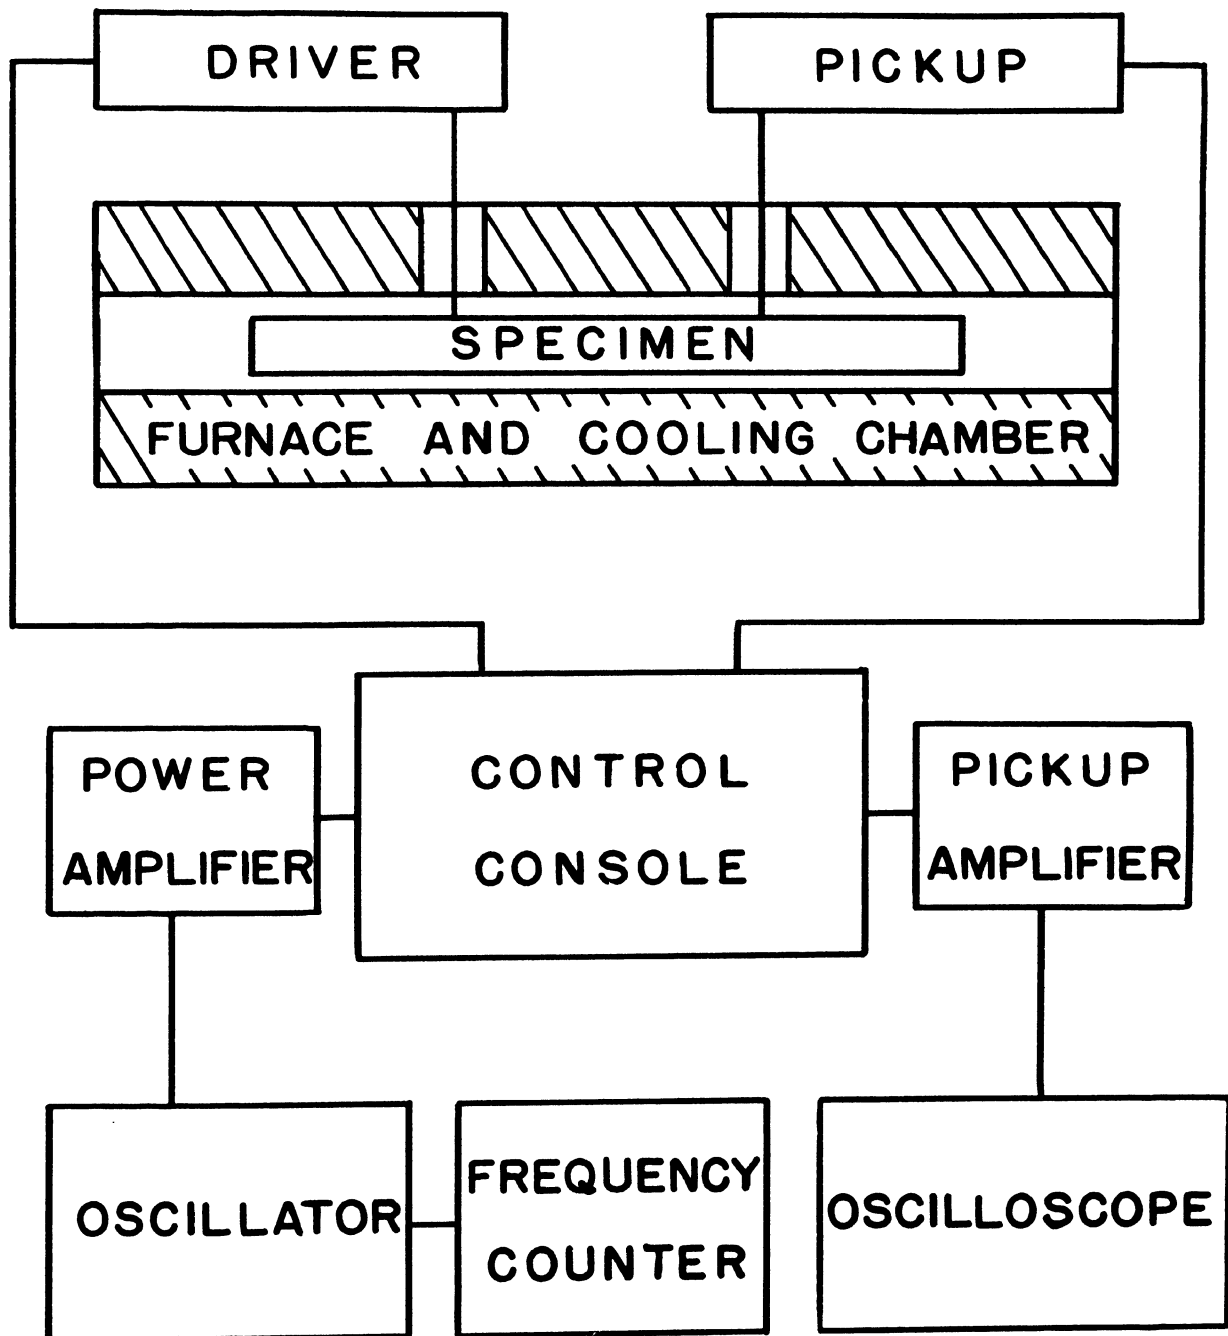 DRIVER
PICKUP
SPECIMEN
FURNACE AND COOLING CHAMBER
POWER
AMPLIFIER
CONTROL
CONSOLE
PICKUP
AMPLIFIER
OSCILLATOR
FREQUENCY
COUNTER
OSCILLOSCOPE